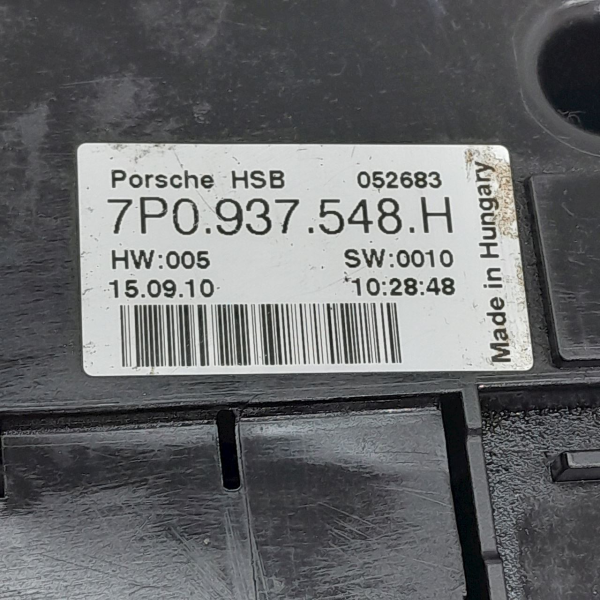 Porsche HSB 052683
7P0.937.548.H
HW:005 SW:0010
15.09.10 10:28:48
Made in Hungary